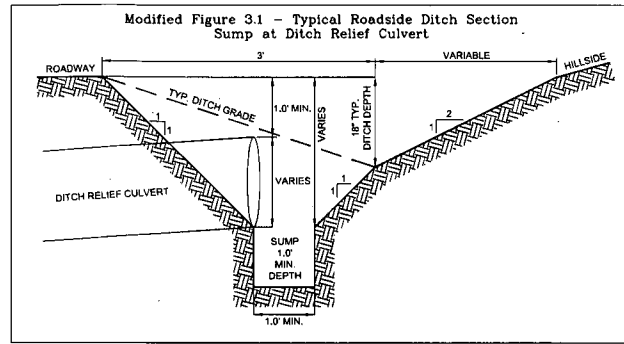 Modified Figure 3.1 – Typical Roadside Ditch Section
Sump at Ditch Relief Culvert
3'
VARIABLE
ROADWAY
HILLSIDE
TYP. DITCH GRADE
1.0' MIN.
VARIES
18" TYP.
DITCH DEPTH
2
1
1
1
VARIES
1
1
DITCH RELIEF CULVERT
SUMP
1.0'
MIN.
DEPTH
1.0' MIN.